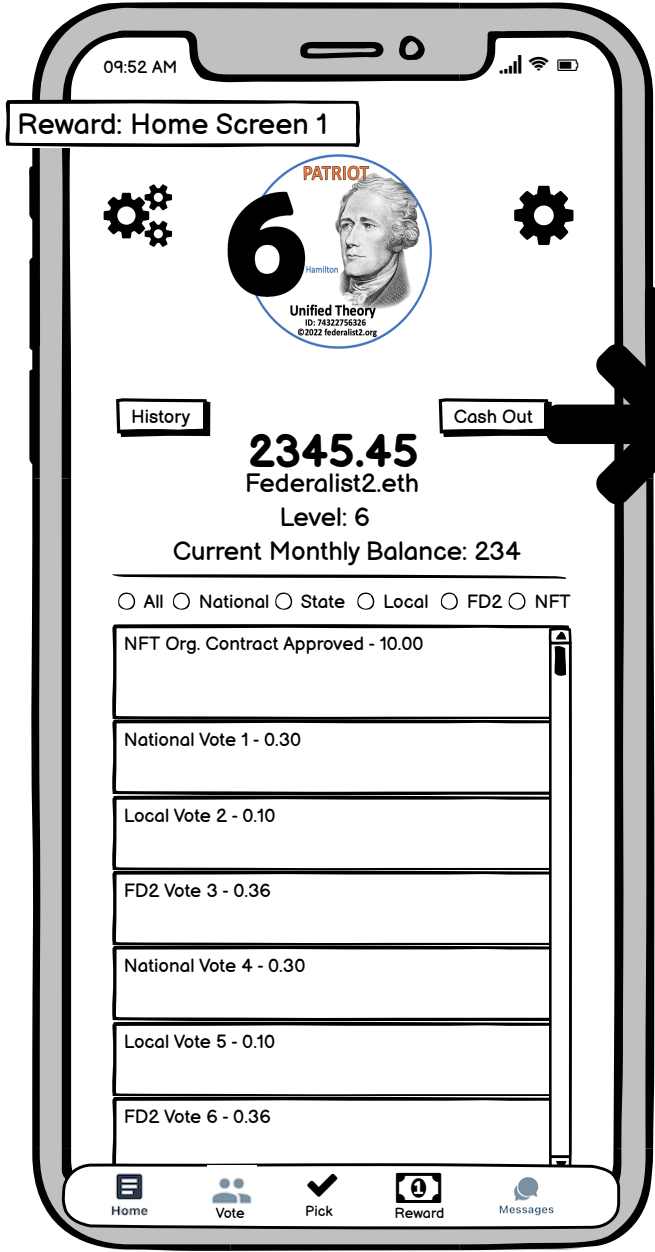 09:52 AM
Reward: Home Screen 1
PATRIOT
6
Hamilton
Unified Theory
ID: 74322756326
©2022 federalist2.org
History
Cash Out
2345.45
Federalist2.eth
Level: 6
Current Monthly Balance: 234
All National State Local FD2 NFT
NFT Org. Contract Approved - 10.00
National Vote 1 - 0.30
Local Vote 2 - 0.10
FD2 Vote 3 - 0.36
National Vote 4 - 0.30
Local Vote 5 - 0.10
FD2 Vote 6 - 0.36
1
Home Vote Pick Reward Messages